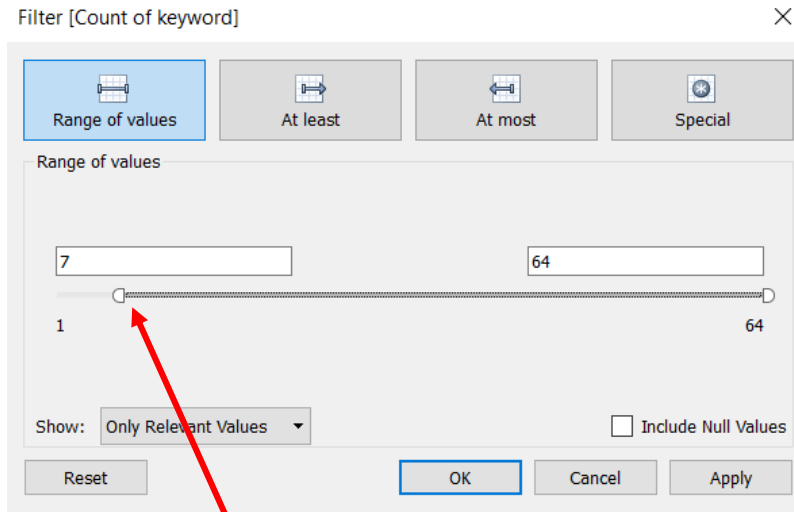 Filter [Count of keyword]
Range of values At least At most Special
Range of values
7 64
1 64
Show: Only Relevant Values Include Null Values
Reset OK Cancel Apply